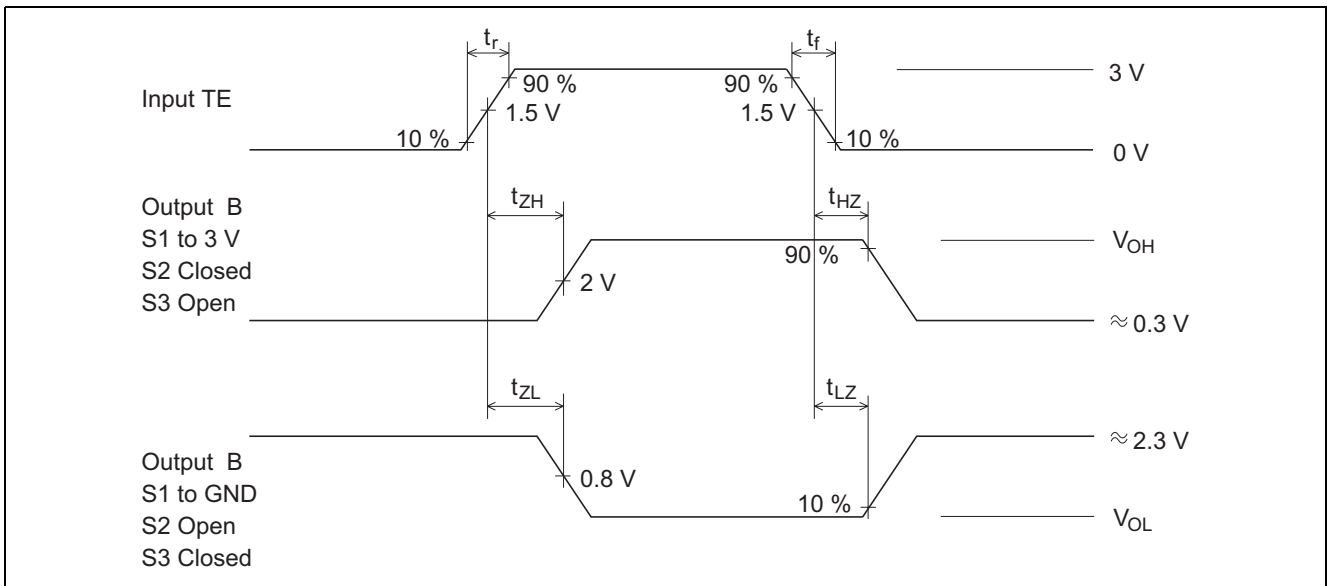 tr
tf
90 %
90 %
3 V
Input TE
1.5 V
1.5 V
10 %
10 %
0 V
Output B
S1 to 3 V
S2 Closed
S3 Open
tZH
tHZ
VOH
90 %
2 V
≈ 0.3 V
tZL
tLZ
≈ 2.3 V
Output B
S1 to GND
S2 Open
S3 Closed
0.8 V
10 %
VOL